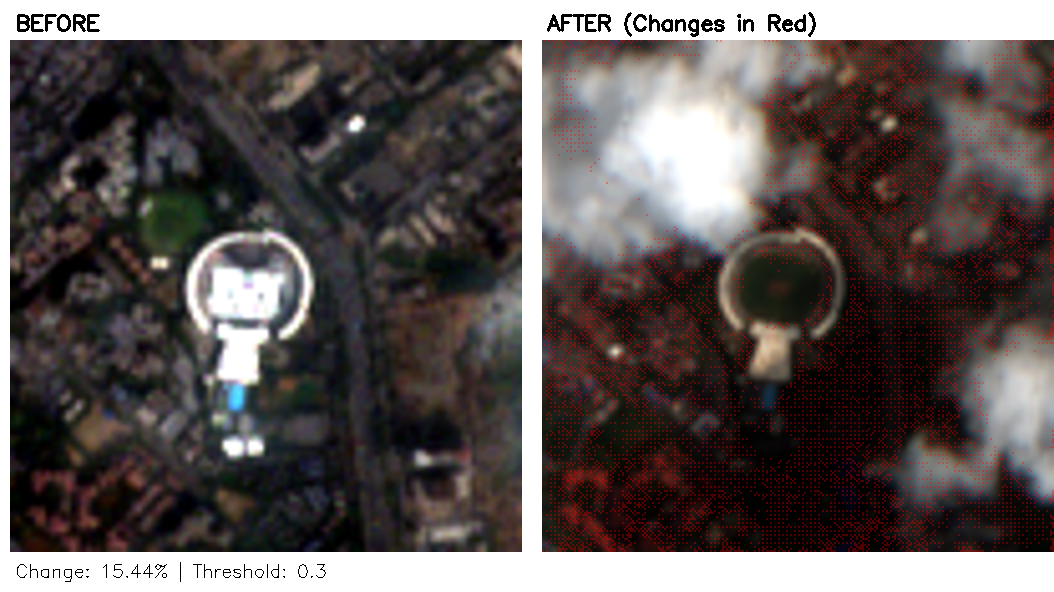 BEFORE
AFTER (Changes in Red)
Change: 15.44% | Threshold: 0.3